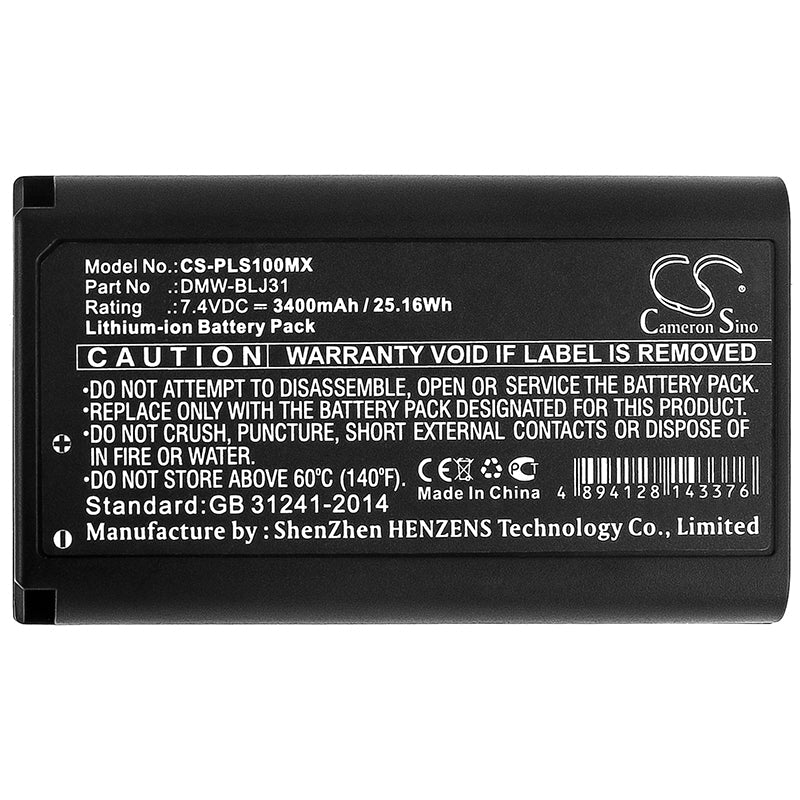 Model No.:CS-PLS100MX
Part No .:DMW-BLJ31
Rating .:7.4VDC ⎓ 3400mAh / 25.16Wh
Lithium-ion Battery Pack
CS
Cameron Sino
CAUTION WARRANTY VOID IF LABEL IS REMOVED
•DO NOT ATTEMPT TO DISASSEMBLE, OPEN OR SERVICE THE BATTERY PACK.
•REPLACE ONLY WITH THE BATTERY PACK DESIGNATED FOR THIS PRODUCT.
•DO NOT CRUSH, PUNCTURE, SHORT EXTERNAL CONTACTS OR DISPOSE OF
IN FIRE OR WATER.
•DO NOT STORE ABOVE 60°C (140°F).
CE
Made In China
4 894128 143376
Standard:GB 31241-2014
Manufacture by : ShenZhen HENZENS Technology Co., Limited